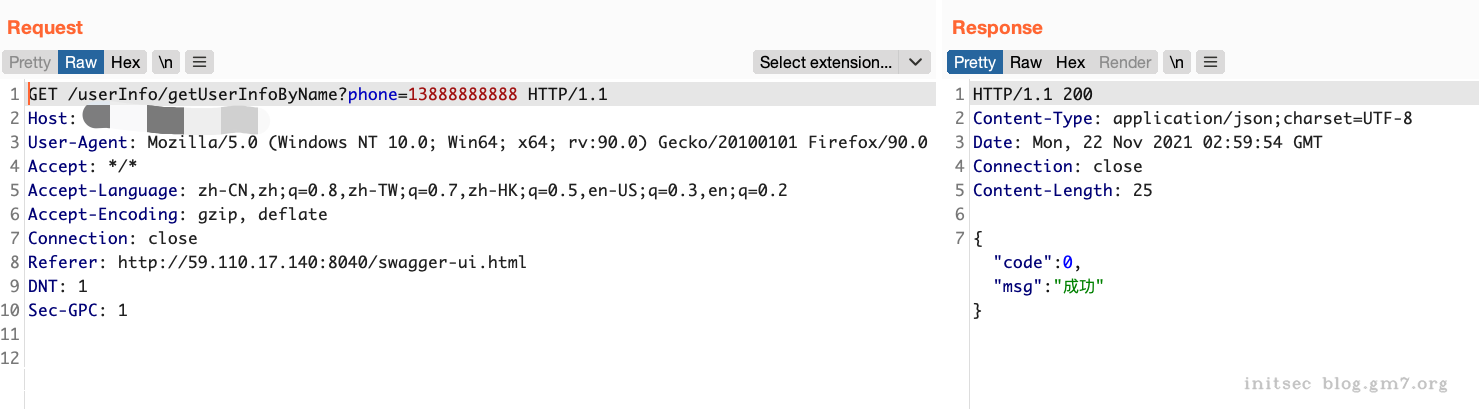 Request
Pretty Raw Hex \n Select extension...
1 GET /userInfo/getUserInfoByName?phone=13888888888 HTTP/1.1
2 Host:
3 User-Agent: Mozilla/5.0 (Windows NT 10.0; Win64; x64; rv:90.0) Gecko/20100101 Firefox/90.0
4 Accept: */*
5 Accept-Language: zh-CN,zh;q=0.8,zh-TW;q=0.7,zh-HK;q=0.5,en-US;q=0.3,en;q=0.2
6 Accept-Encoding: gzip, deflate
7 Connection: close
8 Referer: http://59.110.17.140:8040/swagger-ui.html
9 DNT: 1
10 Sec-GPC: 1
11
12
Response
Pretty Raw Hex Render \n
1 HTTP/1.1 200
2 Content-Type: application/json;charset=UTF-8
3 Date: Mon, 22 Nov 2021 02:59:54 GMT
4 Connection: close
5 Content-Length: 25
6
7 {
"code":0,
"msg":"成功"
}
initsec blog.gm7.org